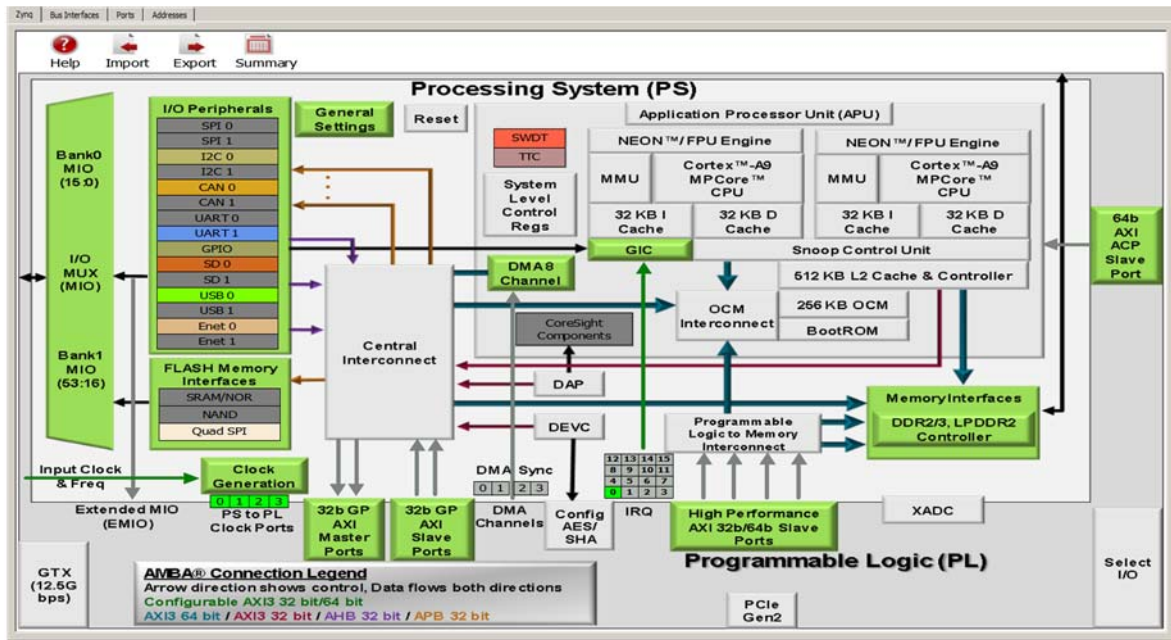 Zynq
Bus Interfaces
Ports
Addresses
Help
Import
Export
Summary
Processing System (PS)
Bank0
MIO
(15:0)
I/O
MUX
(MIO)
Bank1
MIO
(53:16)
I/O Peripherals
SPI 0
SPI 1
I2C 0
I2C 1
CAN 0
CAN 1
UART 0
UART 1
GPIO
SD 0
SD 1
USB 0
USB 1
Enet 0
Enet 1
FLASH Memory
Interfaces
SRAM/NOR
NAND
Quad SPI
General
Settings
Reset
Application Processor Unit (APU)
SWDT
TTC
System
Level
Control
Regs
NEON™/FPU Engine
MMU
Cortex™-A9
MPCore™
CPU
32 KB I
Cache
32 KB D
Cache
NEON™/FPU Engine
MMU
Cortex™-A9
MPCore™
CPU
32 KB I
Cache
32 KB D
Cache
GIC
Snoop Control Unit
DMA8
Channel
512 KB L2 Cache & Controller
OCM
Interconnect
256 KB OCM
BootROM
CoreSight
Components
Central
Interconnect
DAP
DEVC
Programmable
Logic to Memory
Interconnect
Memory Interfaces
DDR2/3, LPDDR2
Controller
64b
AXI
ACP
Slave
Port
Input Clock
& Freq
Clock
Generation
0 1 2 3
PS to PL
Clock Ports
Extended MIO
(EMIO)
32b GP
AXI
Master
Ports
32b GP
AXI
Slave
Ports
DMA Sync
0 1 2 3
DMA
Channels
Config
AES/
SHA
12 13 14 15
8 9 10 11
4 5 6 7
0 1 2 3
IRQ
High Performance
AXI 32b/64b Slave
Ports
XADC
Programmable Logic (PL)
GTX
(12.5G
bps)
AMBA® Connection Legend
Arrow direction shows control, Data flows both directions
Configurable AXI3 32 bit/64 bit
AXI3 64 bit / AXI3 32 bit / AHB 32 bit / APB 32 bit
PCIe
Gen2
Select
I/O